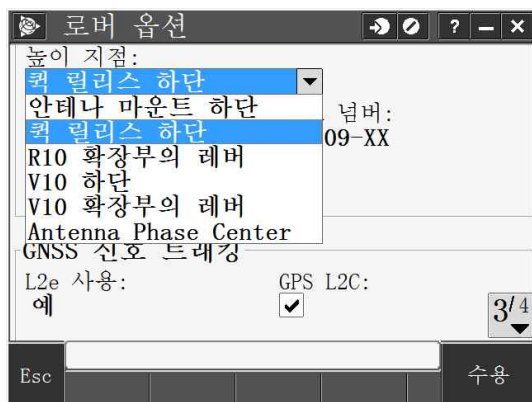 로버 옵션
? – ×
높이 지점:
퀵 릴리스 하단
안테나 마운트 하단
넘버:
퀵 릴리스 하단
09-XX
R10 확장부의 레버
V10 하단
V10 확장부의 레버
Antenna Phase Center
GNSS 신호 트래킹
L2e 사용:
GPS L2C:
예
3/4
Esc
수용